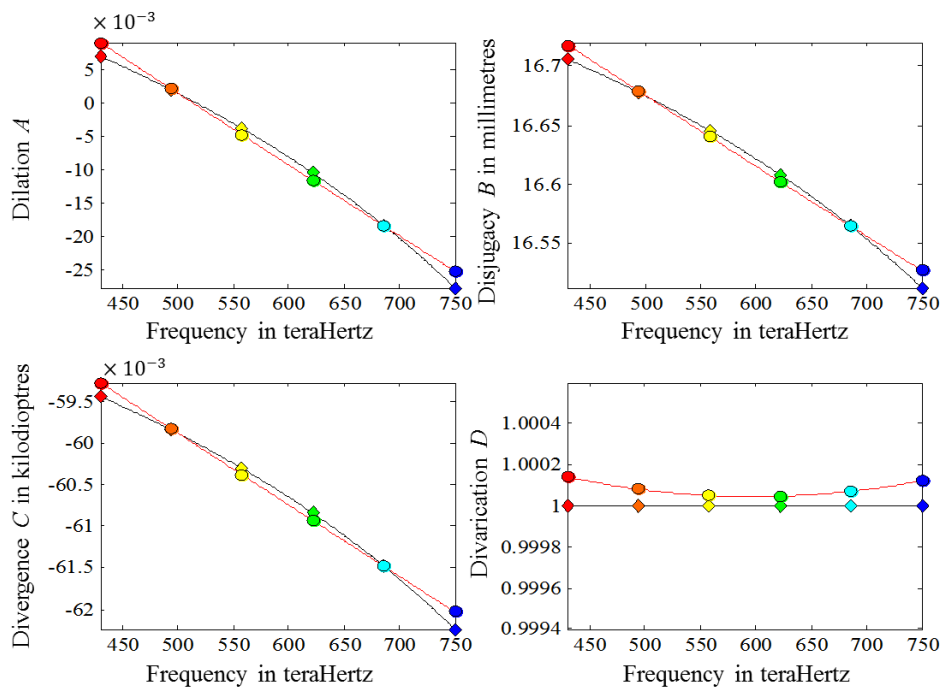 × 10⁻³
5
0
-5
-10
-15
-20
-25
Dilation A
450 500 550 600 650 700 750
Frequency in teraHertz
16.7
16.65
16.6
16.55
Disjugacy B in millimetres
450 500 550 600 650 700 750
Frequency in teraHertz
× 10⁻³
-59.5
-60
-60.5
-61
-61.5
-62
Divergence C in kilodioptres
450 500 550 600 650 700 750
Frequency in teraHertz
1.0004
1.0002
1
0.9998
0.9996
0.9994
Divarication D
450 500 550 600 650 700 750
Frequency in teraHertz